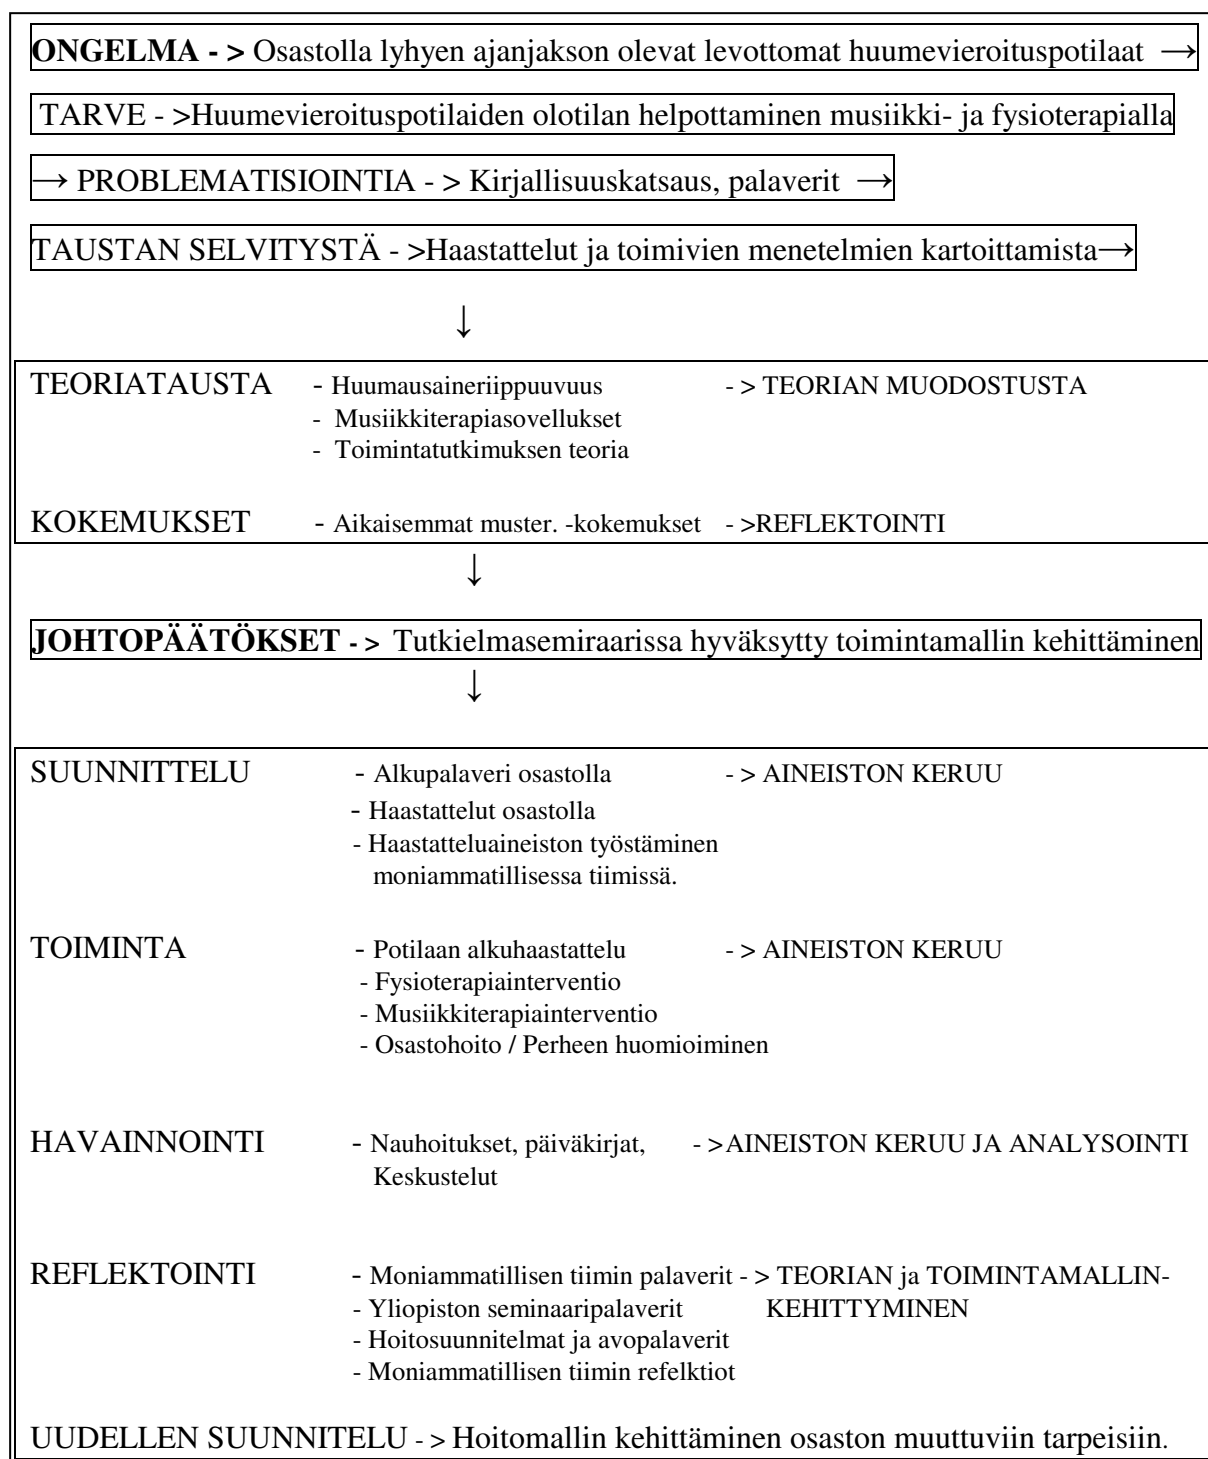 ONGELMA - > Osastolla lyhyen ajanjakson olevat levottomat huumevieroituspotilaat →
TARVE - >Huumevieroituspotilaiden olotilan helpottaminen musiikki- ja fysioterapialla
→ PROBLEMATISIOINTIA - > Kirjallisuuskatsaus, palaverit →
TAUSTAN SELVITYSTÄ - >Haastattelut ja toimivien menetelmien kartoittamista→
↓
TEORIATAUSTA - Huumausaineriippuuvuus - > TEORIAN MUODOSTUSTA
- Musiikkiterapiasovellukset
- Toimintatutkimuksen teoria
KOKEMUKSET - Aikaisemmat muster. -kokemukset - >REFLEKTOINTI
↓
JOHTOPÄÄTÖKSET - > Tutkielmasemiraarissa hyväksytty toimintamallin kehittäminen
↓
SUUNNITTELU - Alkupalaveri osastolla - > AINEISTON KERUU
- Haastattelut osastolla
- Haastatteluaineiston työstäminen
moniammatillisessa tiimissä.
TOIMINTA - Potilaan alkuhaastattelu - > AINEISTON KERUU
- Fysioterapiainterventio
- Musiikkiterapiainterventio
- Osastohoito / Perheen huomioiminen
HAVAINNOINTI - Nauhoitukset, päiväkirjat, - >AINEISTON KERUU JA ANALYSOINTI
Keskustelut
REFLEKTOINTI - Moniammatillisen tiimin palaverit - > TEORIAN ja TOIMINTAMALLIN-
- Yliopiston seminaaripalaverit KEHITTYMINEN
- Hoitosuunnitelmat ja avopalaverit
- Moniammatillisen tiimin refelktiot
UUDELLEN SUUNNITELU - > Hoitomallin kehittäminen osaston muuttuviin tarpeisiin.